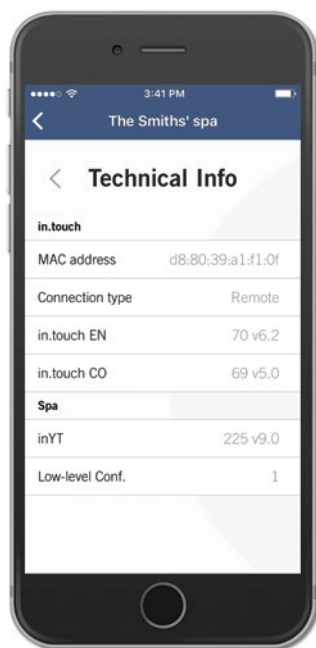 3:41 PM
The Smiths' spa
Technical Info
in.touch
MAC address d8:80:39:a1:f1:0f
Connection type Remote
in.touch EN 70 v6.2
in.touch CO 69 v5.0
Spa
inYT 225 v9.0
Low-level Conf. 1